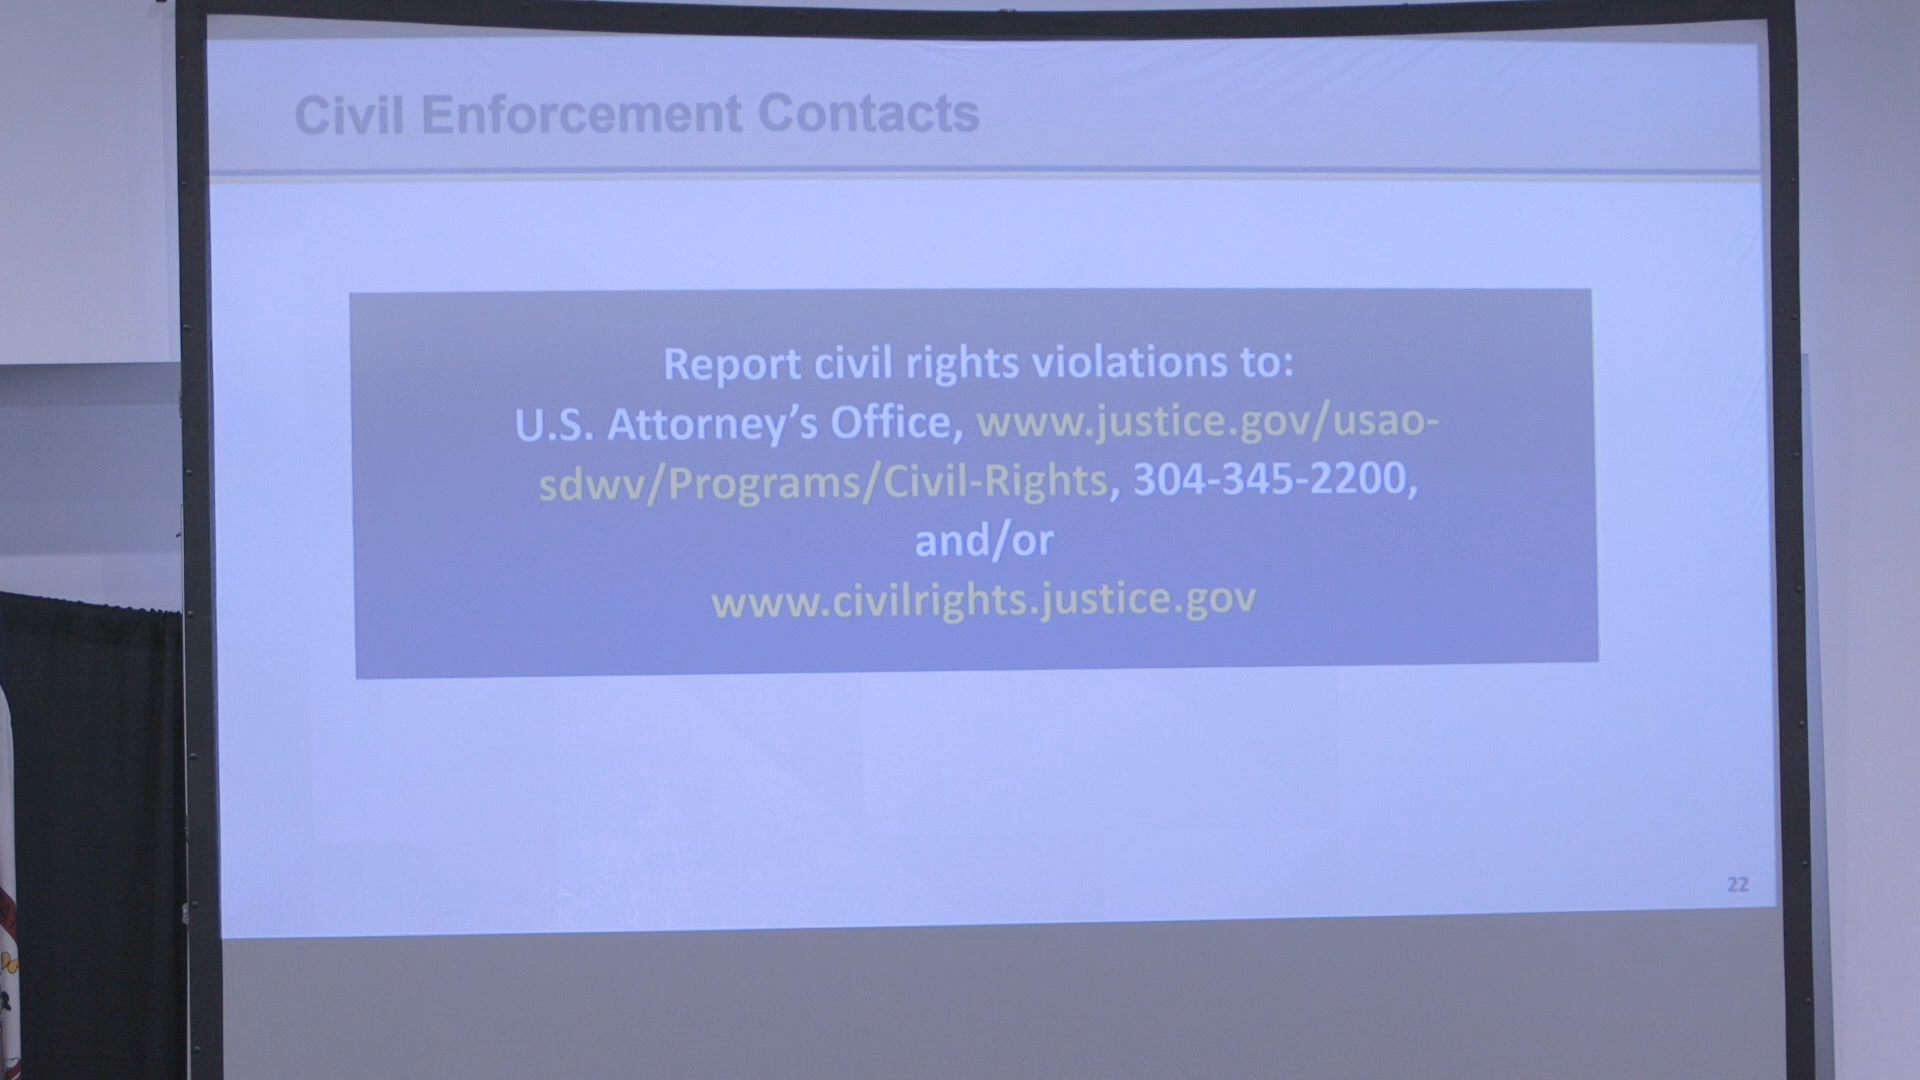 Civil Enforcement Contacts
Report civil rights violations to:
U.S. Attorney’s Office, www.justice.gov/usao-
sdwv/Programs/Civil-Rights, 304-345-2200,
and/or
www.civilrights.justice.gov
22